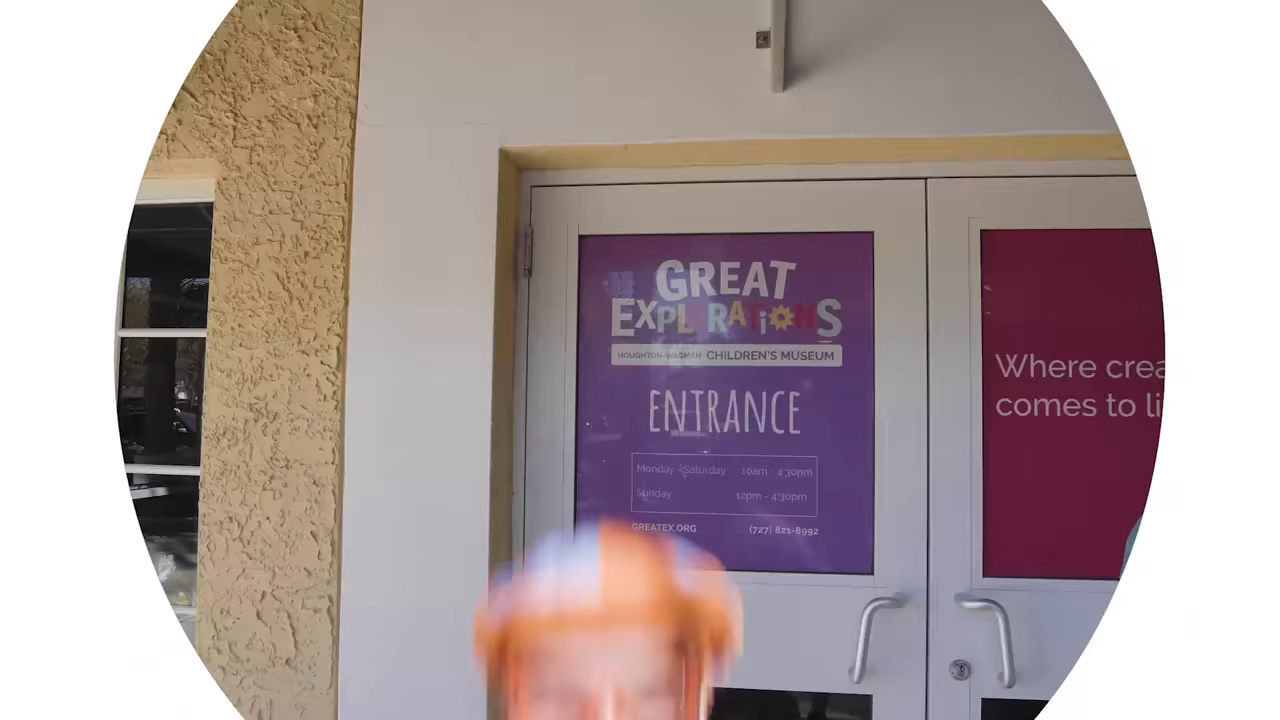 GREAT
EXPLORATiONS
HOUGHTON-WAGMAN CHILDREN'S MUSEUM
ENTRANCE
Monday - Saturday 10am - 4:30pm
Sunday 12pm - 4:30pm
GREATEX.ORG (727) 821-8992
Where crea
comes to li